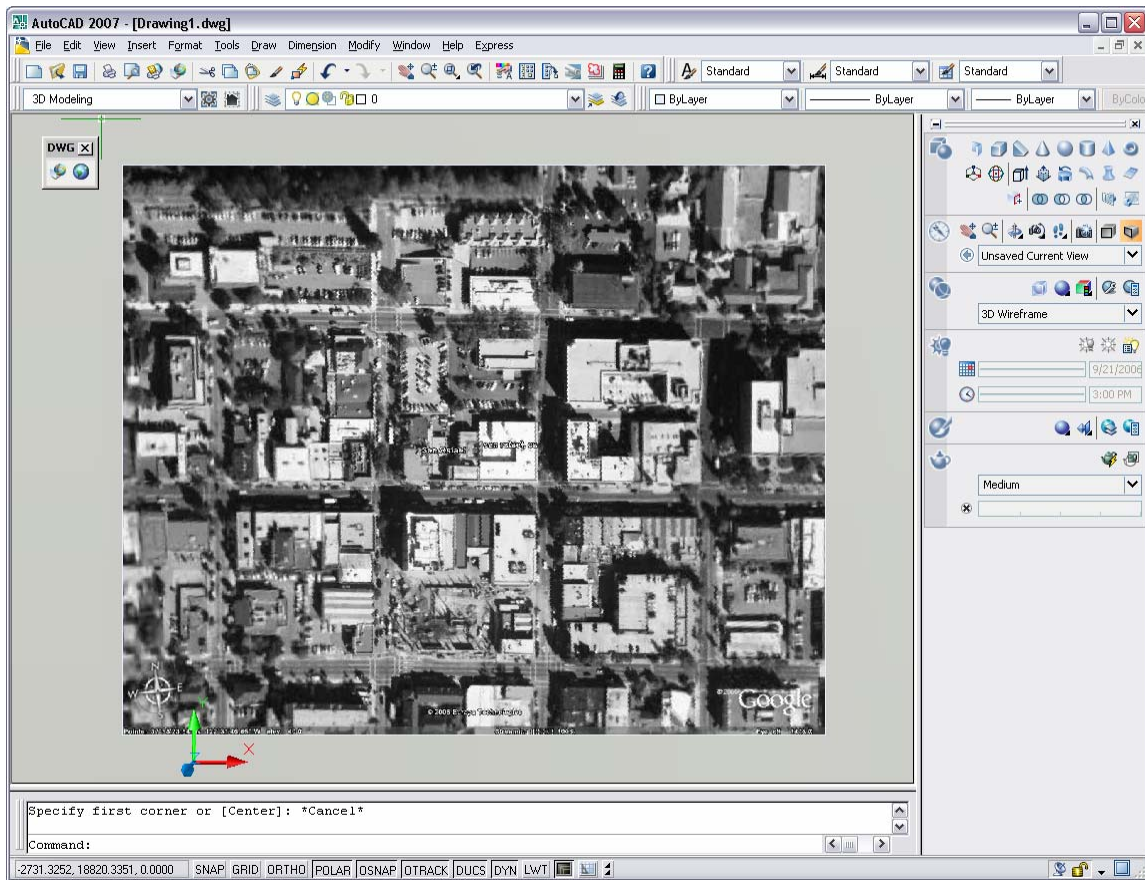 AutoCAD 2007 - [Drawing1.dwg]
File Edit View Insert Format Tools Draw Dimension Modify Window Help Express
Standard Standard Standard
3D Modeling 0 ByLayer ByLayer ByLayer ByColo
DWG
Unsaved Current View
3D Wireframe
9/21/2006
3:00 PM
Medium
N
W E
Google
X
Specify first corner or [Center]: *Cancel*
Command:
-2731.3252, 18820.3351, 0.0000 SNAP GRID ORTHO POLAR OSNAP OTRACK DUCS DYN LWT